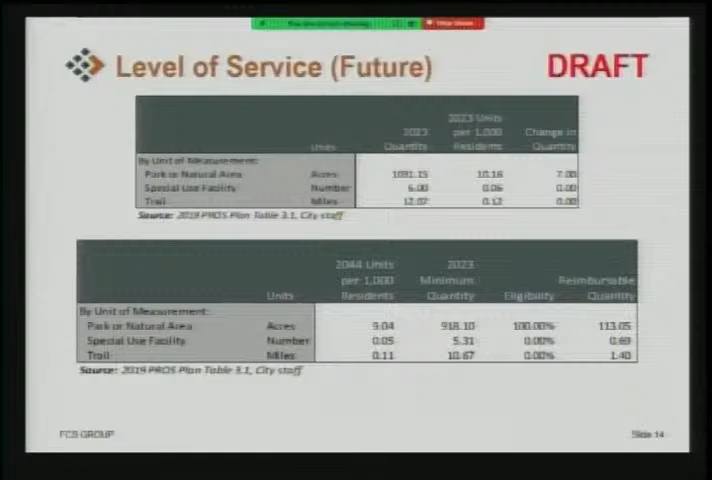 Level of Service (Future)
DRAFT
Units 2023 Quantity 2023 Units per 1,000 Residents Change in Quantity
By Unit of Measurement:
Park or Natural Area Acres 1031.15 10.16 7.00
Special Use Facility Number 6.00 0.06 0.00
Trail Miles 12.07 0.12 0.00
Source: 2019 PROS Plan Table 3.1, City staff
Units 2044 Units per 1,000 Residents 2023 Minimum Quantity Eligibility Reimbursable Quantity
By Unit of Measurement:
Park or Natural Area Acres 9.04 918.10 100.00% 113.05
Special Use Facility Number 0.05 5.31 0.00% 0.69
Trail Miles 0.11 10.67 0.00% 1.40
Source: 2019 PROS Plan Table 3.1, City staff
FCS GROUP
Slide 14